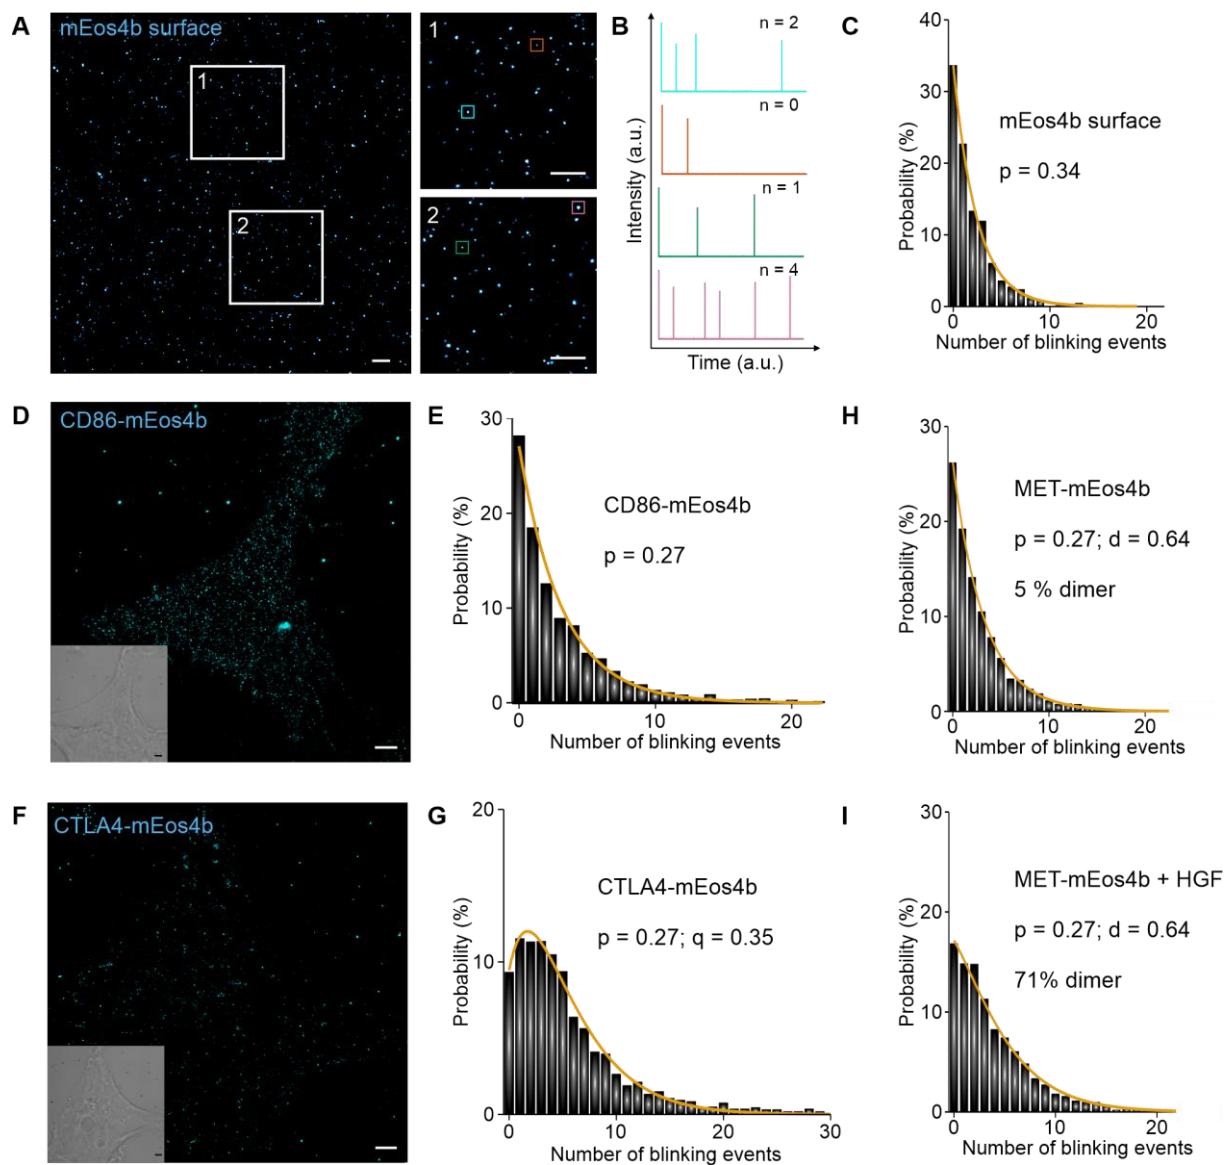 A
mEos4b surface
1
2
1
2
B
Intensity (a.u.)
n = 2
n = 0
n = 1
n = 4
Time (a.u.)
C
Probability (%)
40
30
20
10
0
mEos4b surface
p = 0.34
0 10 20
Number of blinking events
D
CD86-mEos4b
E
Probability (%)
30
20
10
0
CD86-mEos4b
p = 0.27
0 10 20
Number of blinking events
H
Probability (%)
30
20
10
0
MET-mEos4b
p = 0.27; d = 0.64
5 % dimer
0 10 20
Number of blinking events
F
CTLA4-mEos4b
G
Probability (%)
20
10
0
CTLA4-mEos4b
p = 0.27; q = 0.35
0 10 20 30
Number of blinking events
I
Probability (%)
30
20
10
0
MET-mEos4b + HGF
p = 0.27; d = 0.64
71% dimer
0 10 20
Number of blinking events